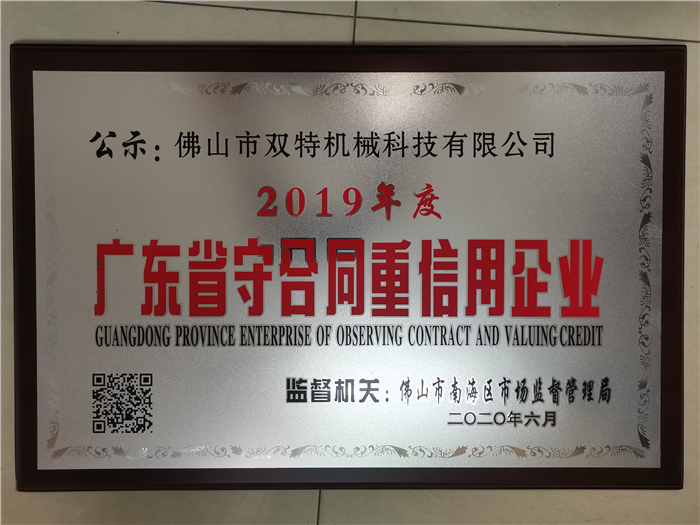 公示：佛山市双特机械科技有限公司
2019年度
广东省守合同重信用企业
GUANGDONG PROVINCE ENTERPRISE OF OBSERVING CONTRACT AND VALUING CREDIT
监督机关：佛山市南海区市场监督管理局
二〇二〇年六月